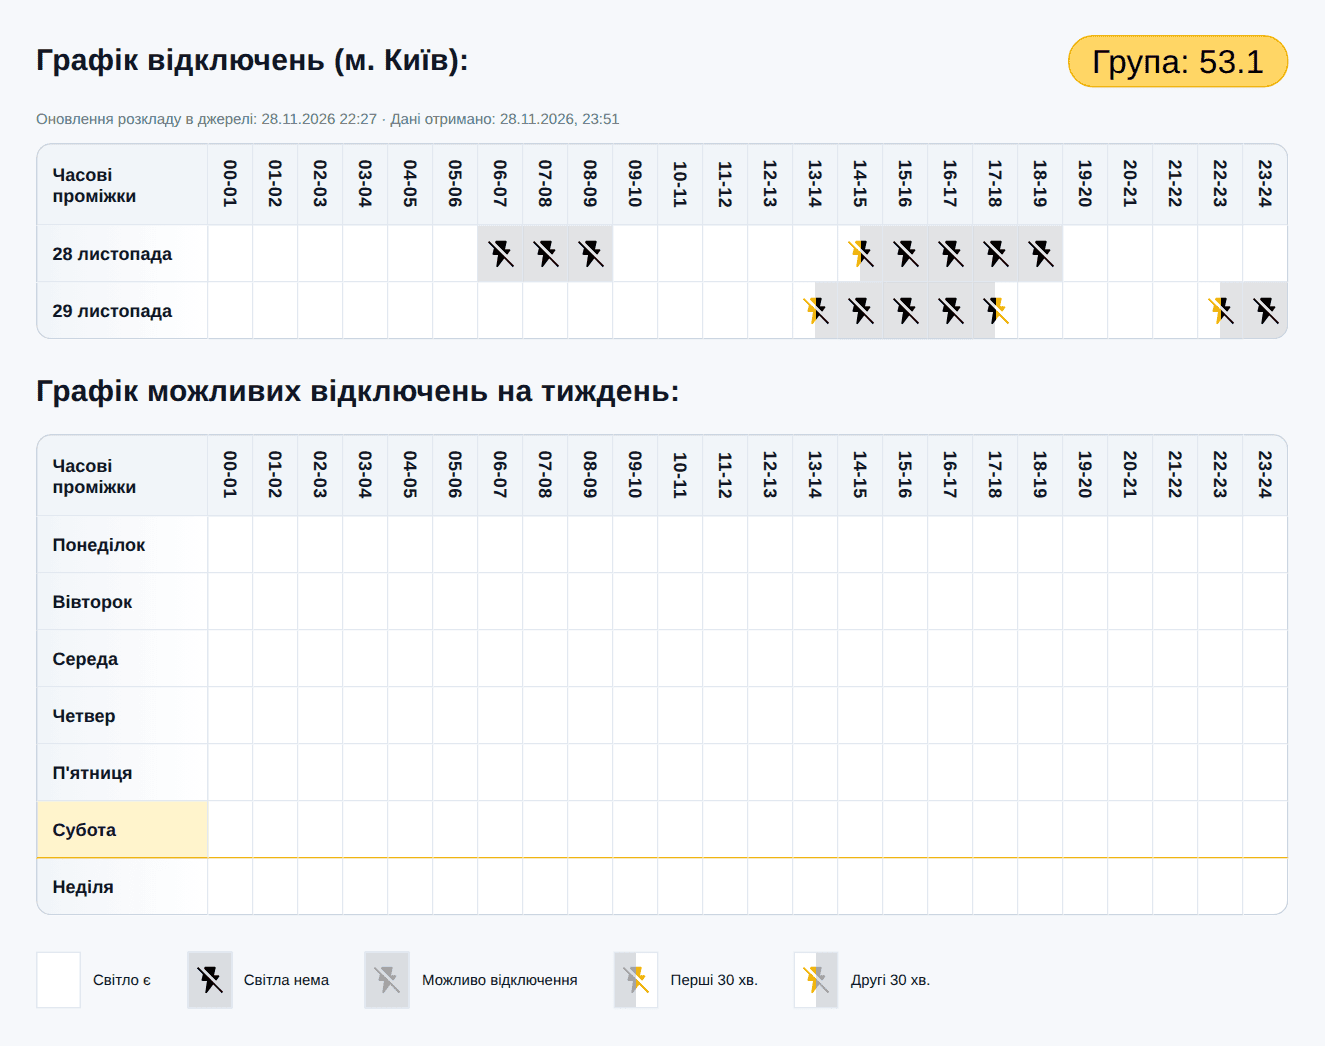 Графік відключень (м. Київ):
Група: 53.1
Оновлення розкладу в джерелі: 28.11.2026 22:27 · Дані отримано: 28.11.2026, 23:51
Часові проміжки 00-01 01-02 02-03 03-04 04-05 05-06 06-07 07-08 08-09 09-10 10-11 11-12 12-13 13-14 14-15 15-16 16-17 17-18 18-19 19-20 20-21 21-22 22-23 23-24
28 листопада
29 листопада
Графік можливих відключень на тиждень:
Часові проміжки 00-01 01-02 02-03 03-04 04-05 05-06 06-07 07-08 08-09 09-10 10-11 11-12 12-13 13-14 14-15 15-16 16-17 17-18 18-19 19-20 20-21 21-22 22-23 23-24
Понеділок
Вівторок
Середа
Четвер
П'ятниця
Субота
Неділя
Світло є Світла нема Можливо відключення Перші 30 хв. Другі 30 хв.